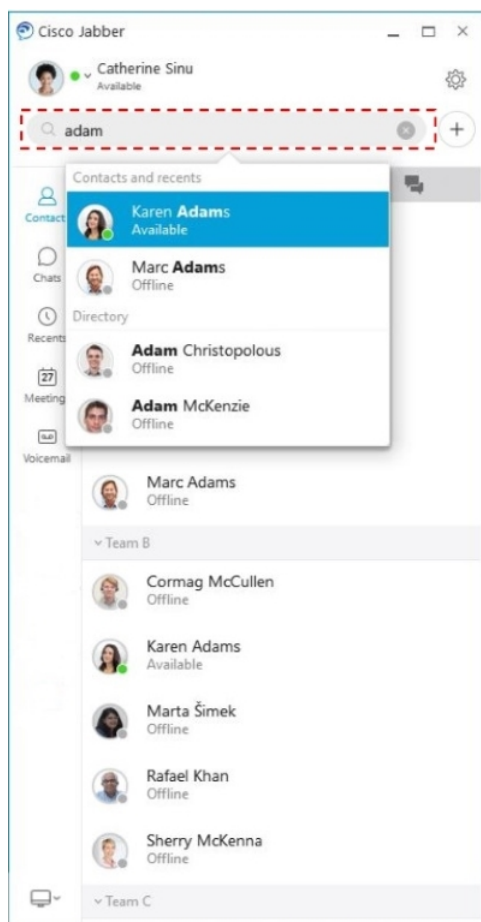 Cisco Jabber
Catherine Sinu
Available
adam
Contacts and recents
Contact
Karen Adams
Available
Chats
Marc Adams
Offline
Recents
Directory
27
Meeting
Adam Christopolous
Offline
Adam McKenzie
Offline
Voicemail
Marc Adams
Offline
Team B
Cormag McCullen
Offline
Karen Adams
Available
Marta Šimek
Offline
Rafael Khan
Offline
Sherry McKenna
Offline
Team C